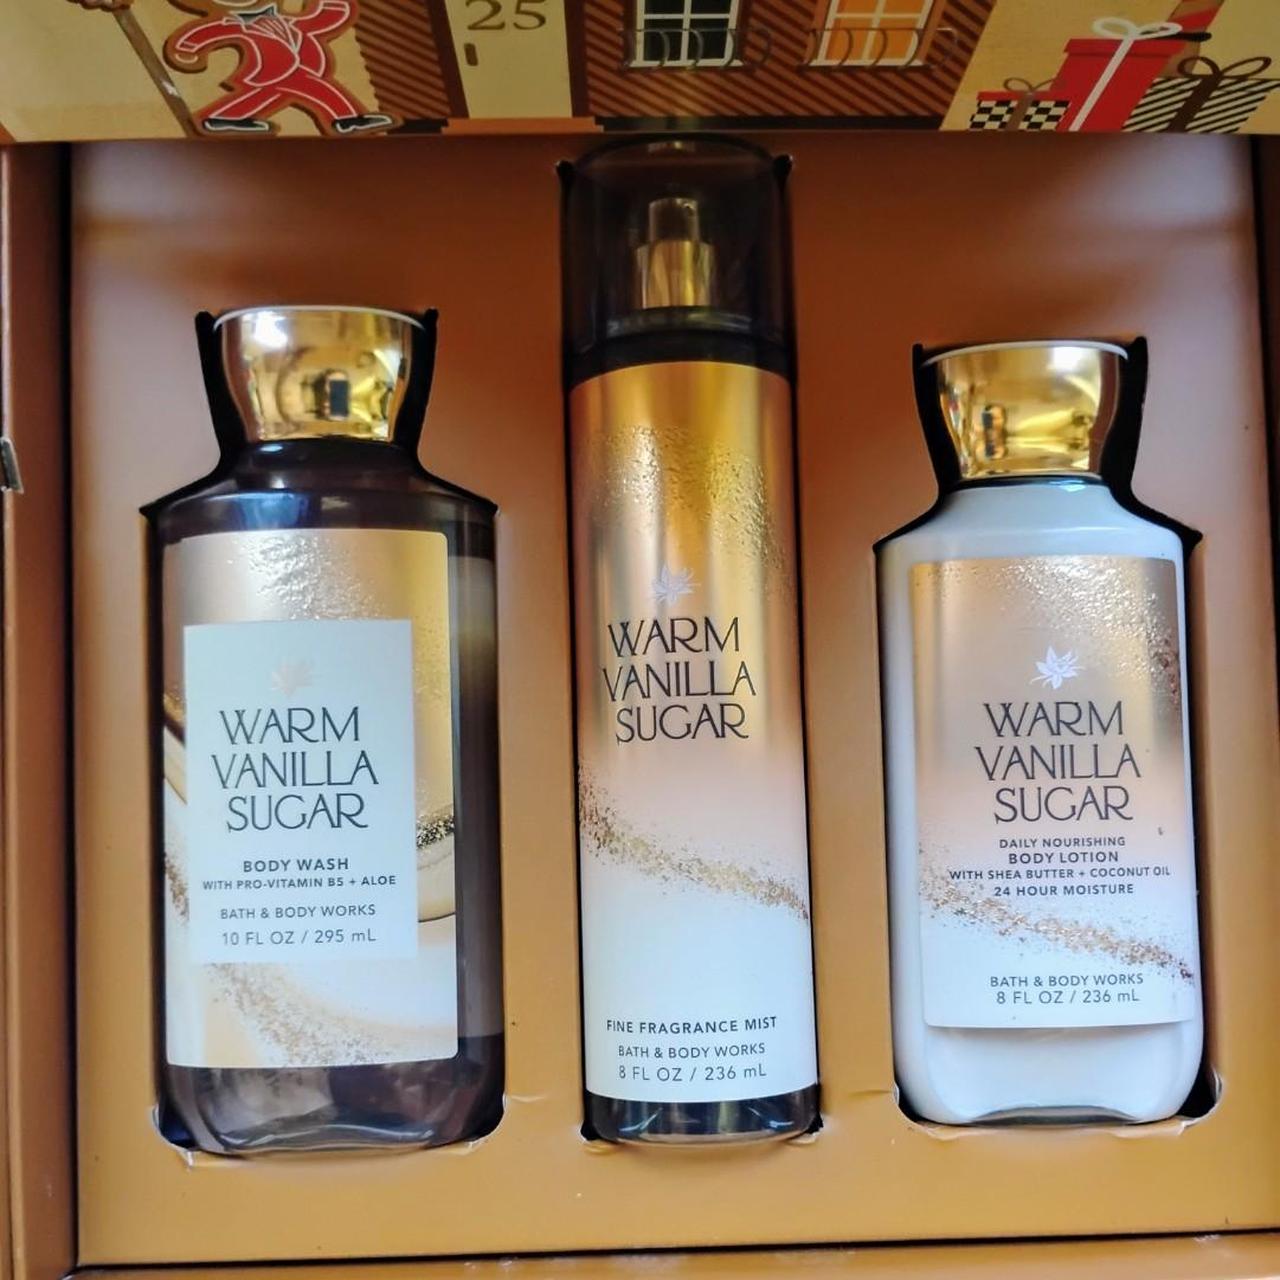 25
WARM
VANILLA
SUGAR
BODY WASH
WITH PRO-VITAMIN B5 + ALOE
BATH & BODY WORKS
10 FL OZ / 295 mL
WARM
VANILLA
SUGAR
FINE FRAGRANCE MIST
BATH & BODY WORKS
8 FL OZ / 236 mL
WARM
VANILLA
SUGAR
DAILY NOURISHING
BODY LOTION
WITH SHEA BUTTER + COCONUT OIL
24 HOUR MOISTURE
BATH & BODY WORKS
8 FL OZ / 236 mL